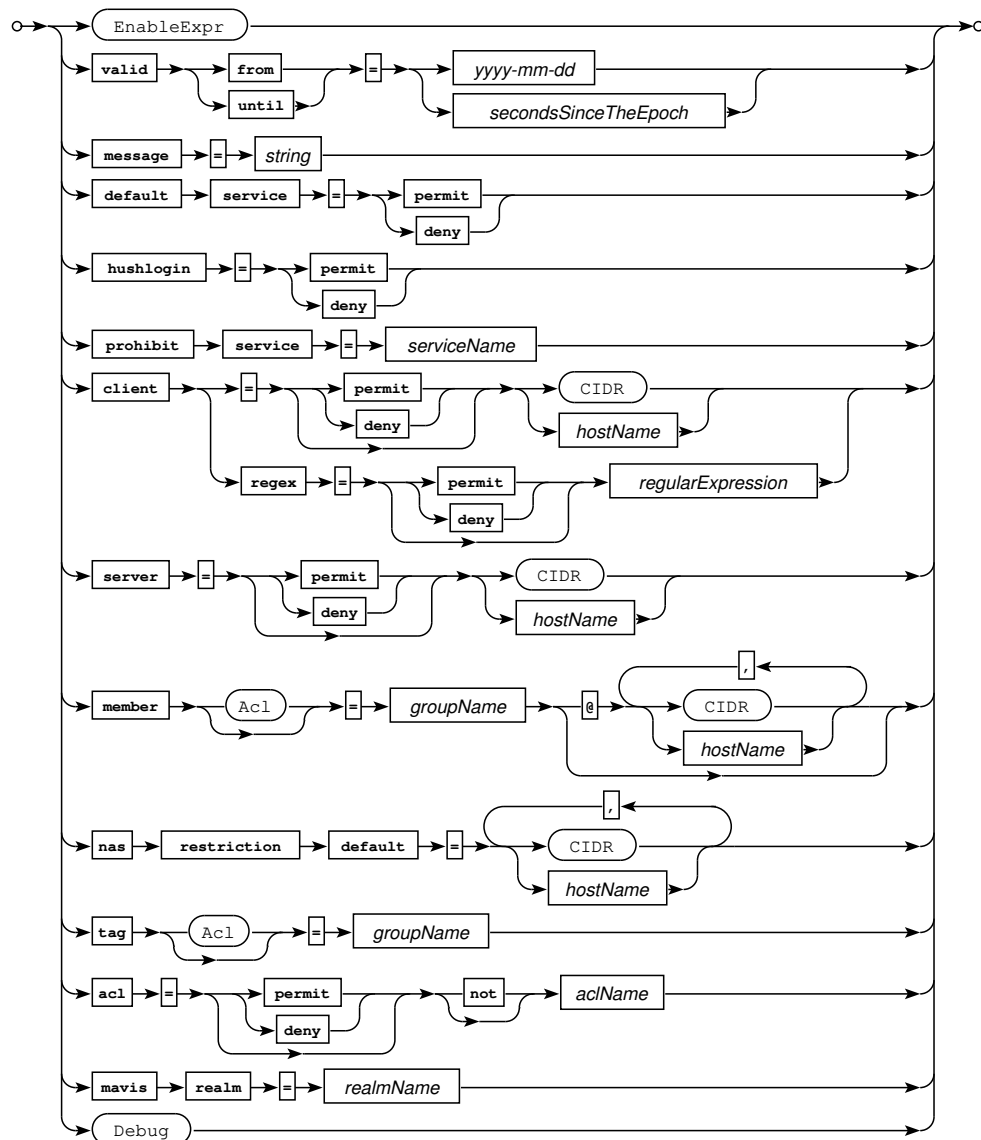 EnableExpr
valid from = yyyy-mm-dd
until secondsSinceTheEpoch
message = string
default service = permit
deny
hushlogin = permit
deny
prohibit service = serviceName
client = permit CIDR
deny hostName
regex = permit regularExpression
deny
server = permit CIDR
deny hostName
,
member Acl = groupName @ CIDR
hostName
,
nas restriction default = CIDR
hostName
tag Acl = groupName
acl = permit not aclName
deny
mavis realm = realmName
Debug